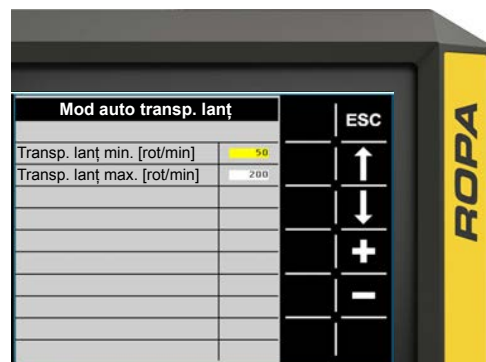 Mod auto transp. lanț
ESC
Transp. lanț min. [rot/min] 50
Transp. lanț max. [rot/min] 200
+
-
ROPA